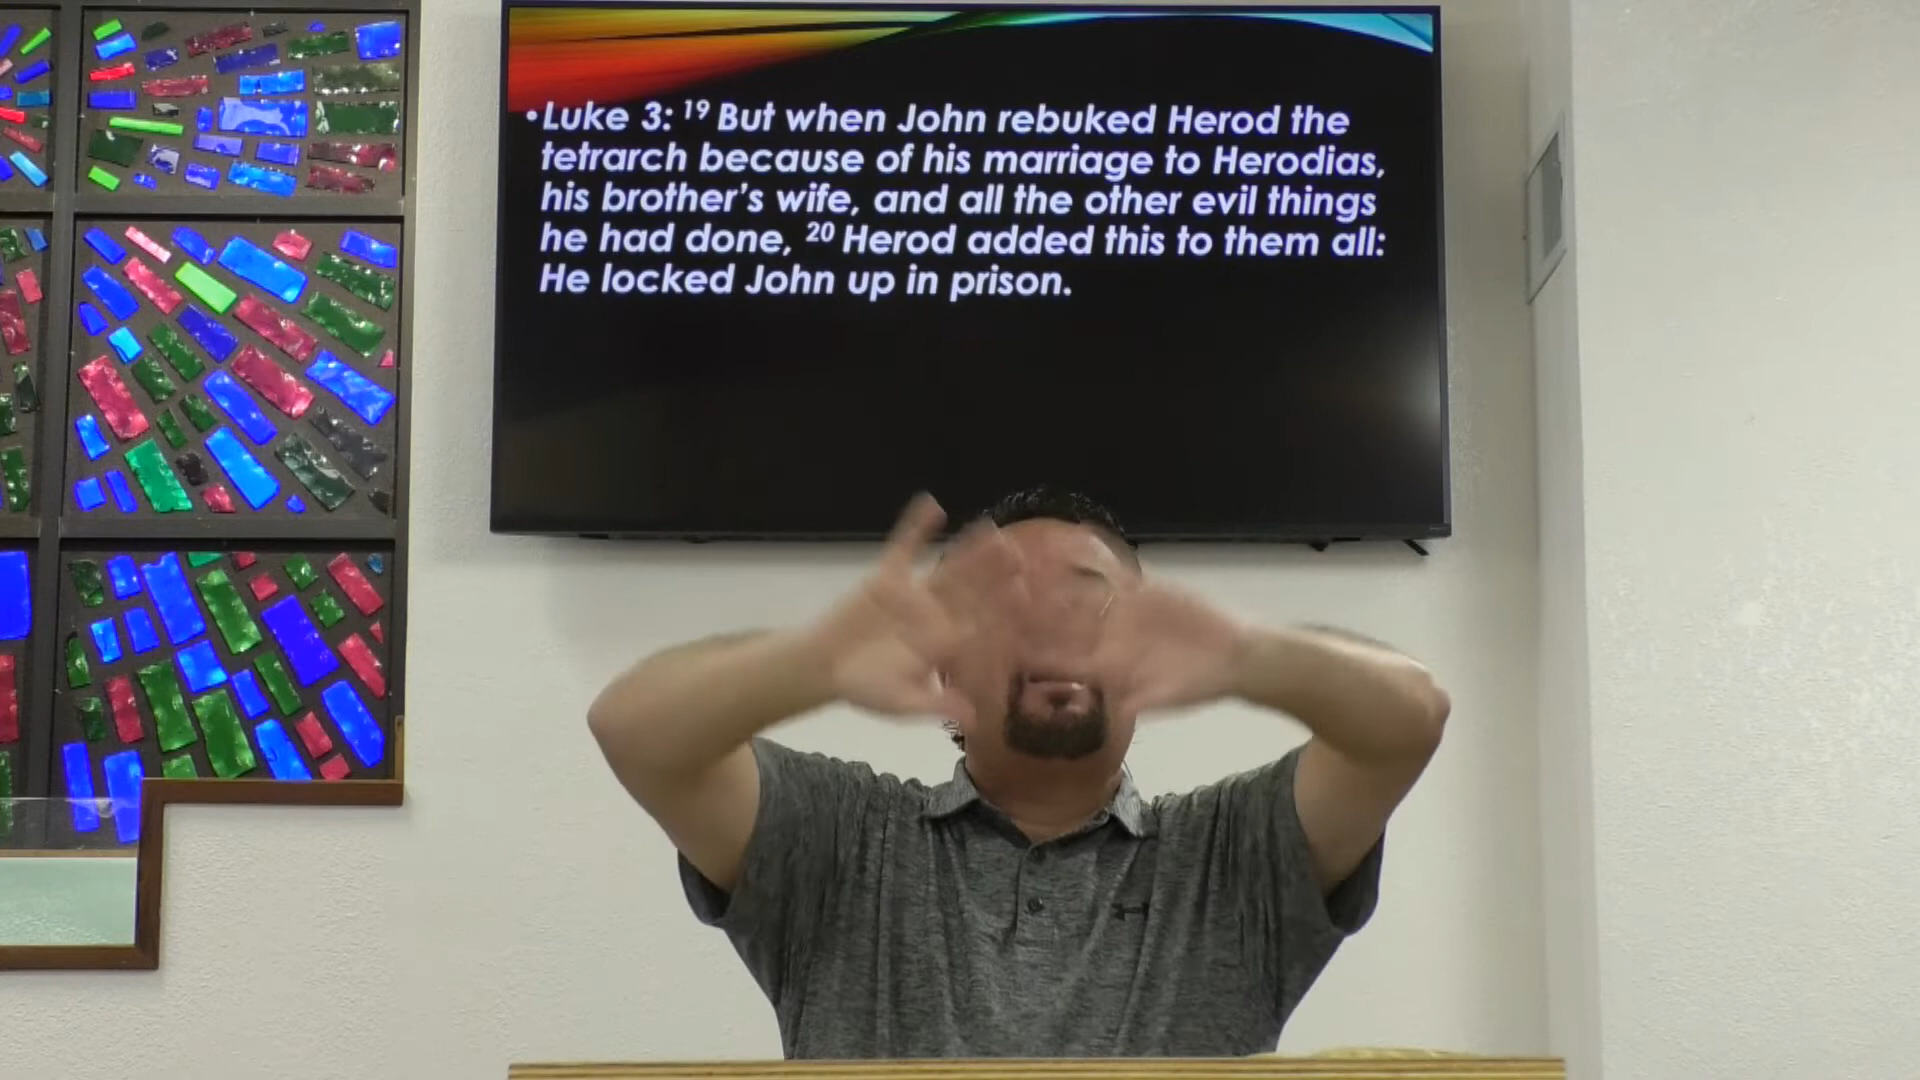 • Luke 3: 19 But when John rebuked Herod the
tetrarch because of his marriage to Herodias,
his brother’s wife, and all the other evil things
he had done, 20 Herod added this to them all:
He locked John up in prison.